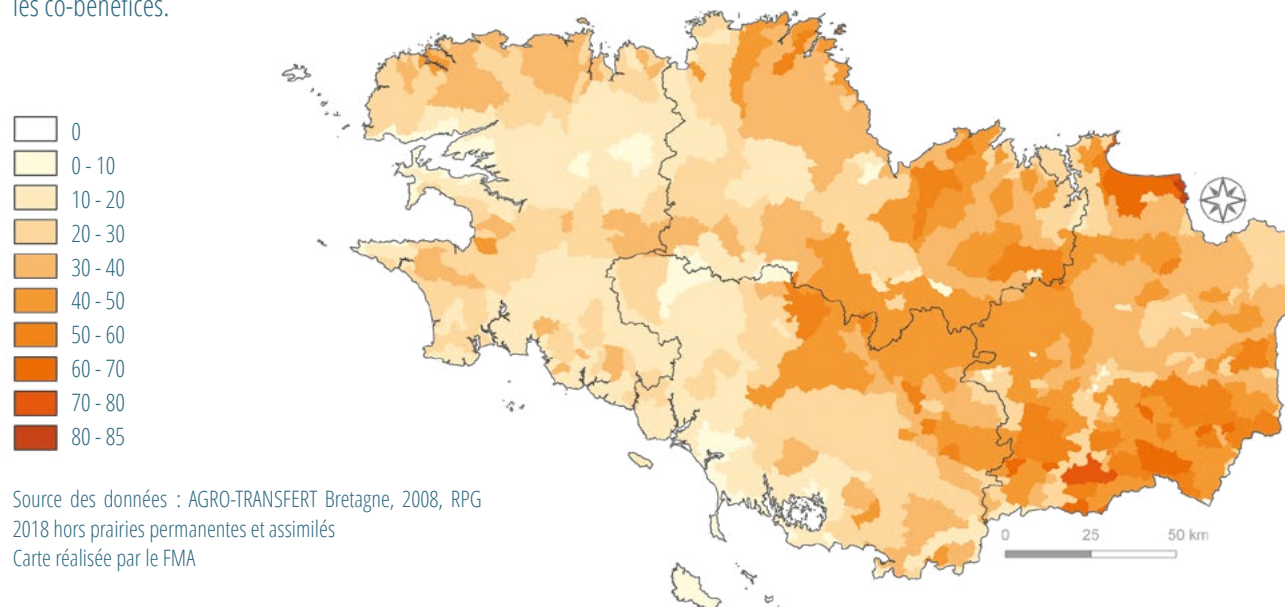 les co-bénéfices.
0
0 - 10
10 - 20
20 - 30
30 - 40
40 - 50
50 - 60
60 - 70
70 - 80
80 - 85
Source des données : AGRO-TRANSFERT Bretagne, 2008, RPG
2018 hors prairies permanentes et assimilés
Carte réalisée par le FMA
0 25 50 km